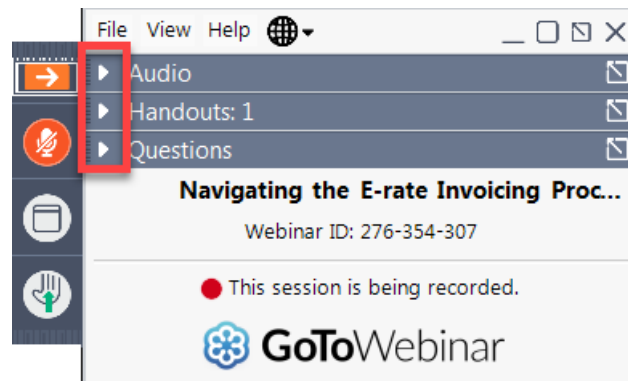 File View Help
Audio
Handouts: 1
Questions
Navigating the E-rate Invoicing Proc...
Webinar ID: 276-354-307
This session is being recorded.
GoToWebinar